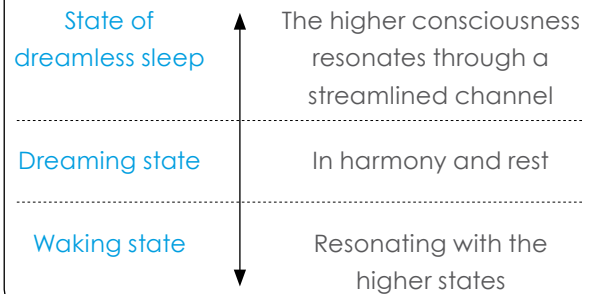 State of
dreamless sleep
The higher consciousness
resonates through a
streamlined channel
Dreaming state
In harmony and rest
Waking state
Resonating with the
higher states